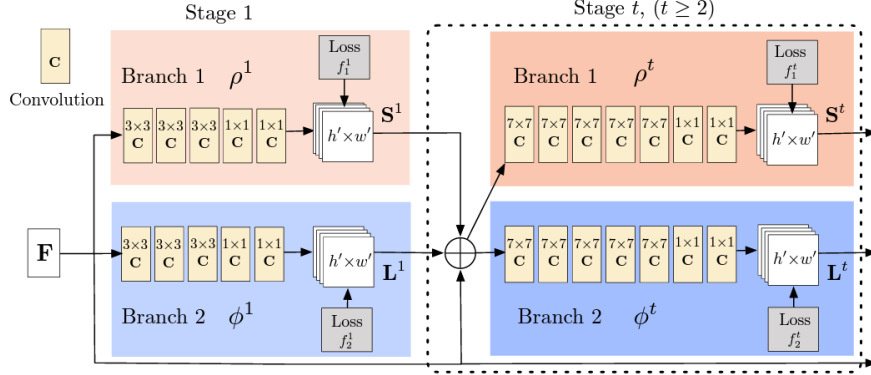 Stage 1
Stage t, (t ≥ 2)
C
Convolution
Branch 1 ρ¹
Loss
f₁¹
3×3 C
3×3 C
3×3 C
1×1 C
1×1 C
h′×w′
S¹
Branch 1 ρᵗ
Loss
f₁ᵗ
7×7 C
7×7 C
7×7 C
7×7 C
7×7 C
1×1 C
1×1 C
h′×w′
Sᵗ
F
3×3 C
3×3 C
3×3 C
1×1 C
1×1 C
h′×w′
L¹
Branch 2 ϕ¹
Loss
f₂¹
7×7 C
7×7 C
7×7 C
7×7 C
7×7 C
1×1 C
1×1 C
h′×w′
Lᵗ
Branch 2 ϕᵗ
Loss
f₂ᵗ